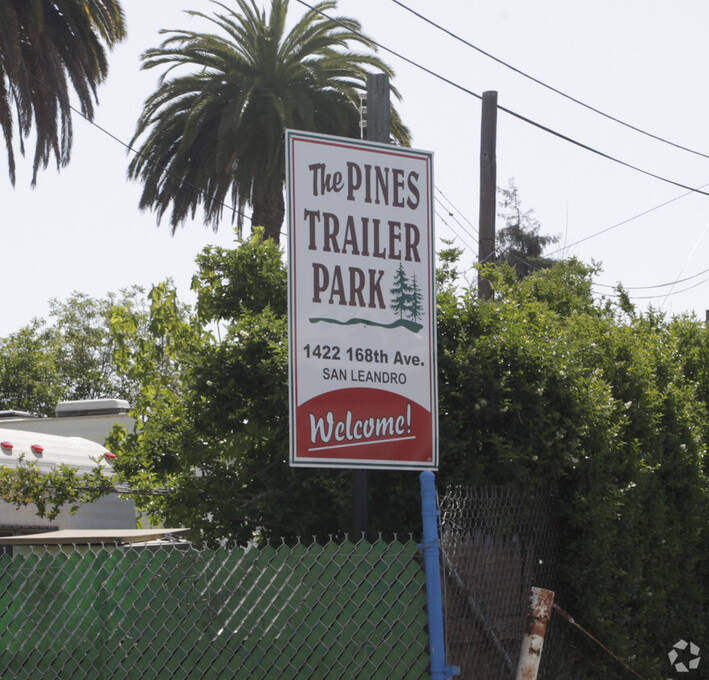 The PINES
TRAILER
PARK
1422 168th Ave.
SAN LEANDRO
Welcome!